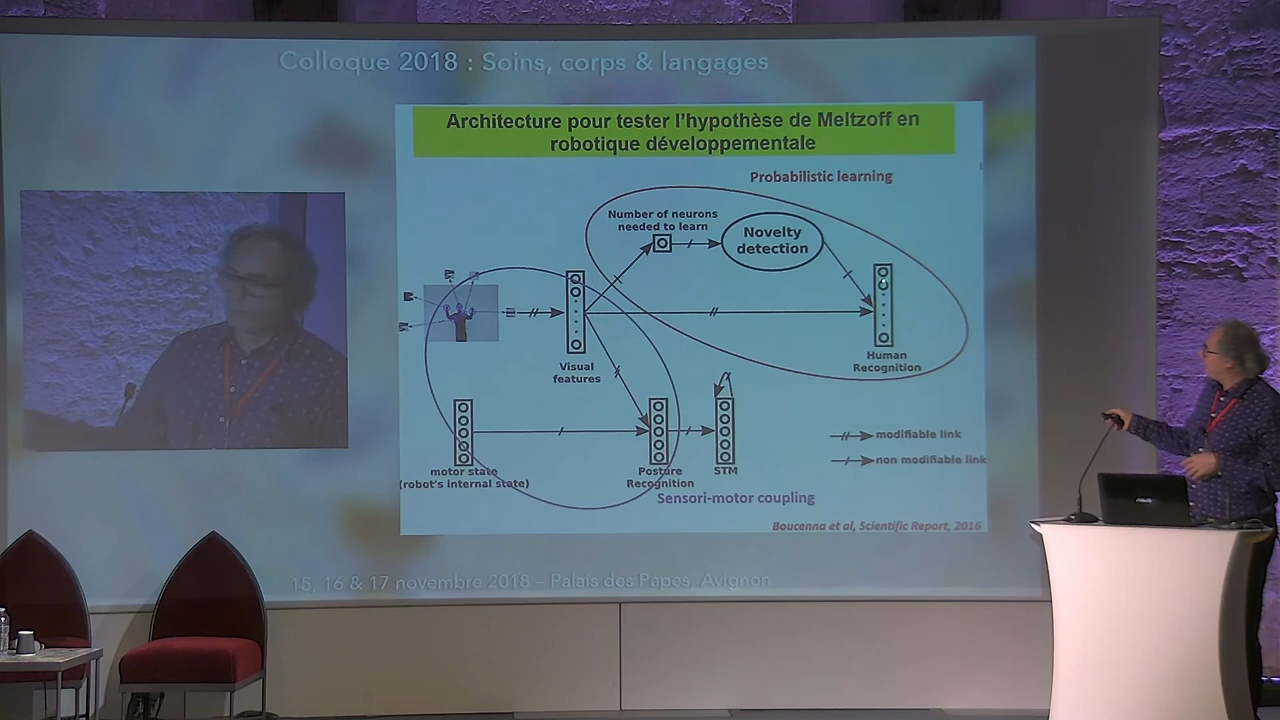 Colloque 2018 : Soins, corps & langages
Architecture pour tester l'hypothèse de Meltzoff en
robotique développementale
Probabilistic learning
Number of neurons
needed to learn
Novelty
detection
Visual
features
Human
Recognition
motor state
(robot's internal state)
Posture
Recognition
STM
modifiable link
non modifiable link
Sensori-motor coupling
Boucenna et al, Scientific Report, 2016
15, 16 & 17 novembre 2018 – Palais des Papes, Avignon